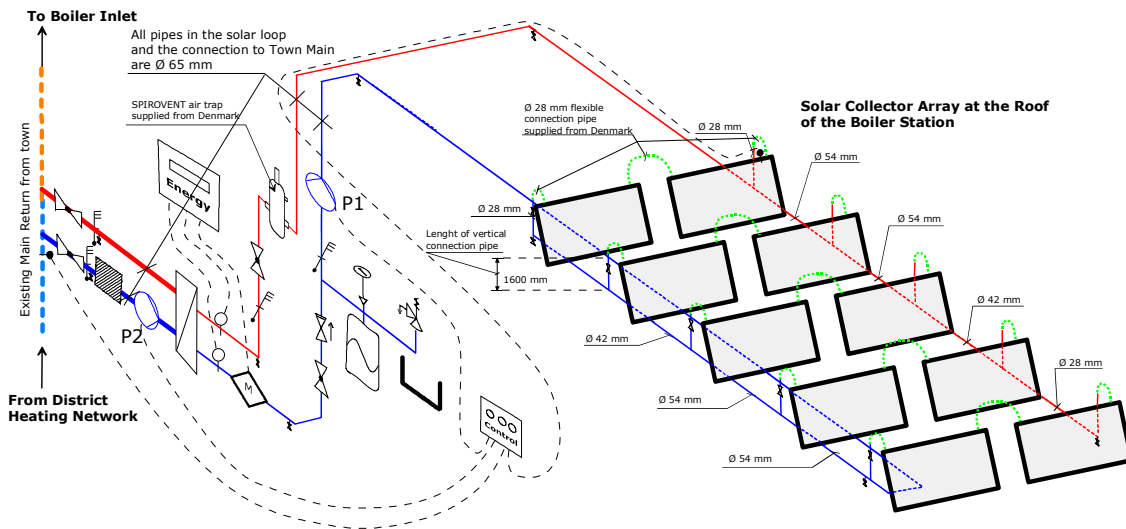 To Boiler Inlet
All pipes in the solar loop
and the connection to Town Main
are Ø 65 mm
SPIROVENT air trap
supplied from Denmark
Existing Main Return from town
Energy
P1
P2
M
From District
Heating Network
Control
Ø 28 mm flexible
connection pipe
supplied from Denmark
Ø 28 mm
Solar Collector Array at the Roof
of the Boiler Station
Ø 54 mm
Ø 28 mm
Lenght of vertical
connection pipe
1600 mm
Ø 54 mm
Ø 42 mm
Ø 42 mm
Ø 28 mm
Ø 54 mm
Ø 54 mm